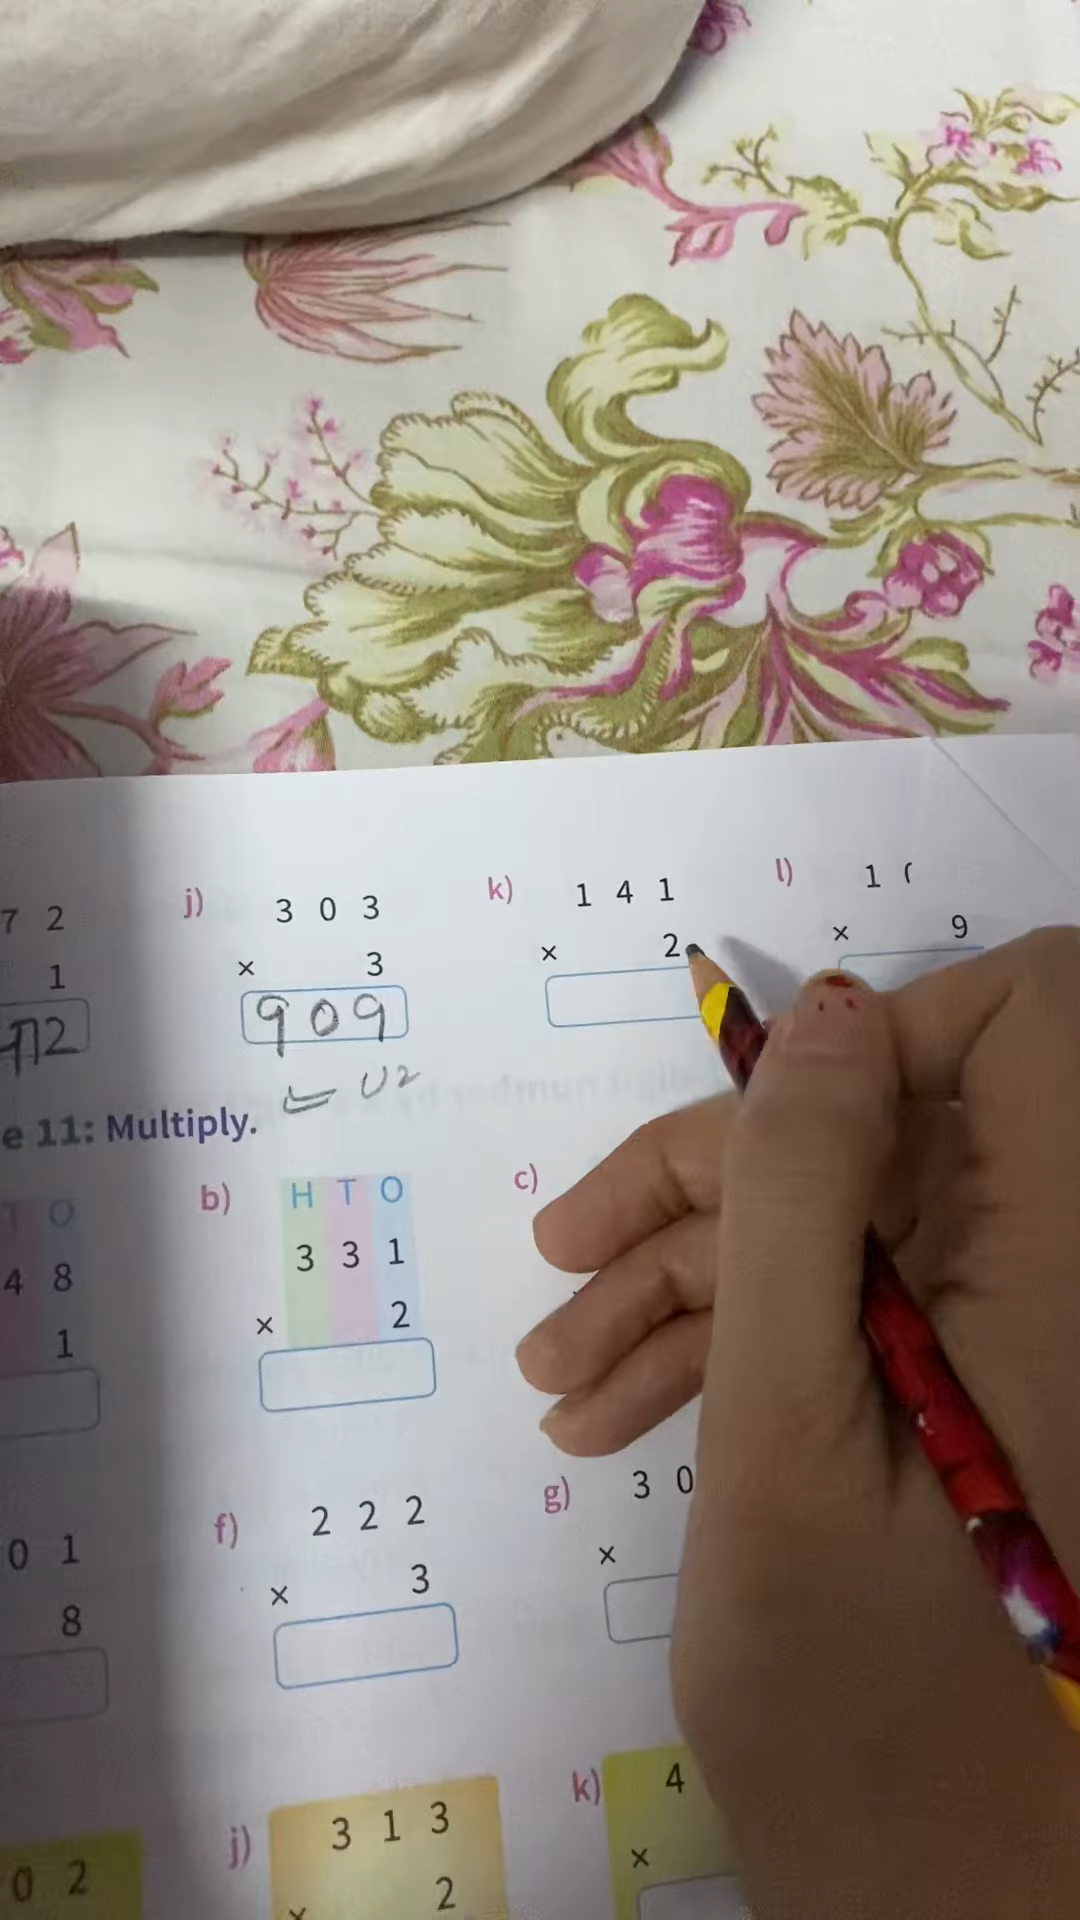 7 2 j) 3 0 3 k) 1 4 1 l) 1
1 × 3 × 2 × 9
72 909
e 11: Multiply.
T O b) H T O c)
4 8 3 3 1
1 × 2
0 1 f) 2 2 2 g) 3 0
8 × 3 ×
0 2 j) 3 1 3 k) 4
× 2 ×